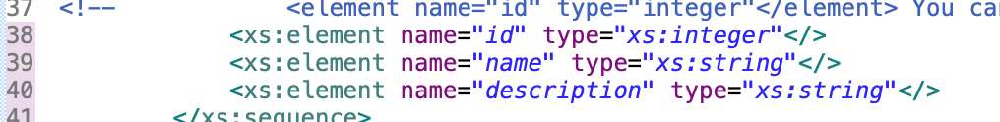 37 <!-- <element name="id" type="integer"</element> You ca
38 <xs:element name="id" type="xs:integer"</>
39 <xs:element name="name" type="xs:string"</>
40 <xs:element name="description" type="xs:string"</>
41 </xs:sequence>